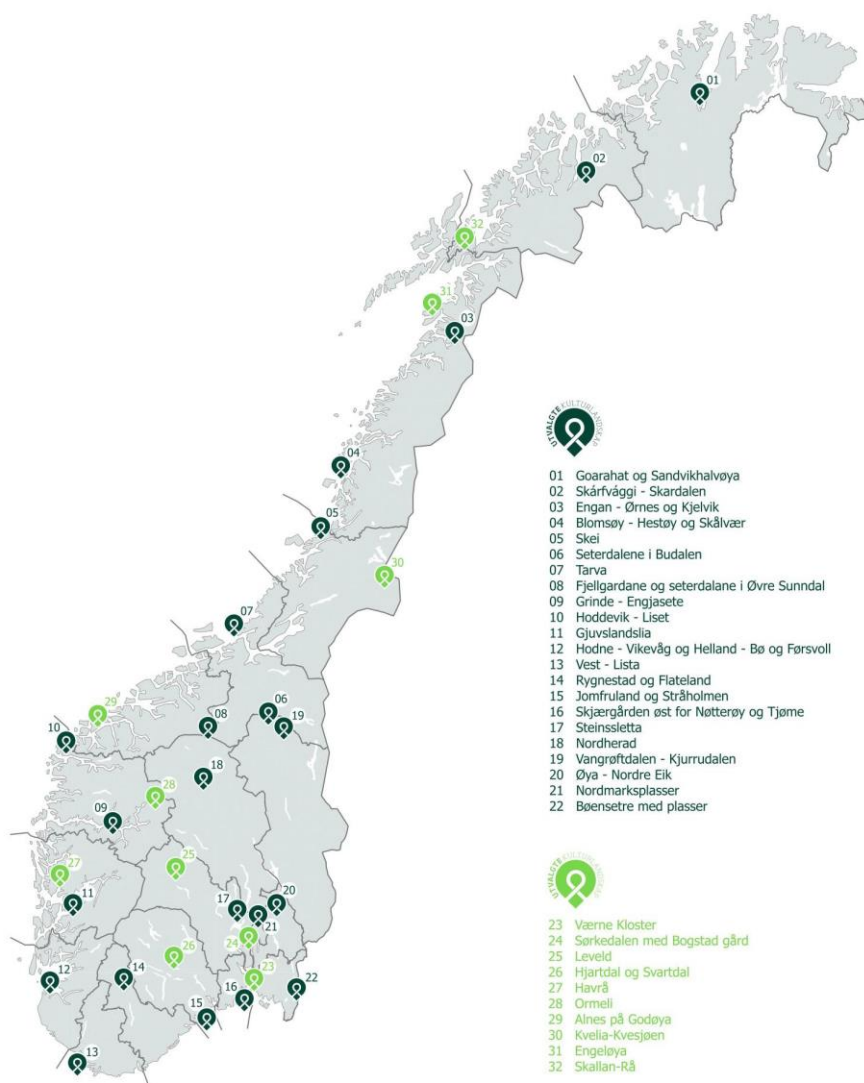 01
02
32
31
03
04
05
30
07
06
29
08
19
10
18
28
09
27
25
11
17
20
21
24
26
12
14
23
22
16
15
13
UTVALGTE KULTURLANDSKAP
01 Goarahat og Sandvikhalvøya
02 Skárfvággi - Skardalen
03 Engan - Ørnes og Kjelvik
04 Blomsøy - Hestøy og Skålvær
05 Skei
06 Seterdalene i Budalen
07 Tarva
08 Fjellgardane og seterdalane i Øvre Sunndal
09 Grinde - Engjasete
10 Hoddevik - Liset
11 Gjuvslandslia
12 Hodne - Vikevåg og Helland - Bø og Førsvoll
13 Vest - Lista
14 Rygnestad og Flateland
15 Jomfruland og Stråholmen
16 Skjærgården øst for Nøtterøy og Tjøme
17 Steinssletta
18 Nordherad
19 Vangrøftdalen - Kjurrudalen
20 Øya - Nordre Eik
21 Nordmarksplasser
22 Bøensetre med plasser
UTVALGTE KULTURLANDSKAP
23 Værne Kloster
24 Sørkedalen med Bogstad gård
25 Leveld
26 Hjartdal og Svartdal
27 Havrå
28 Ormeli
29 Alnes på Godøya
30 Kvelia-Kvesjøen
31 Engeløya
32 Skallan-Rå